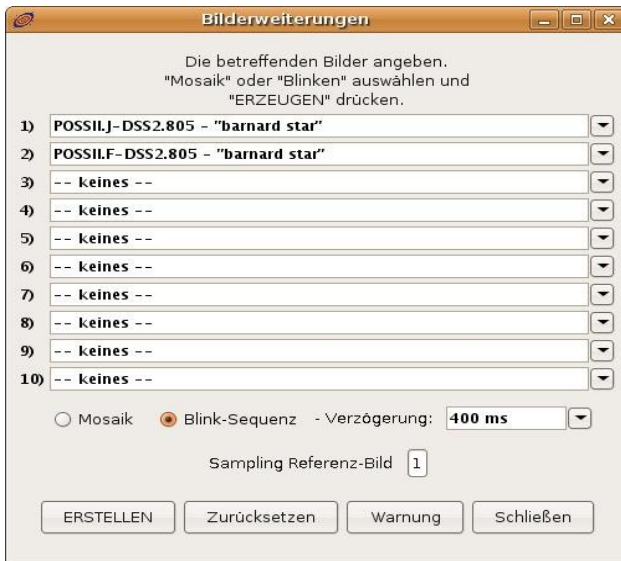 Bilderweiterungen
Die betreffenden Bilder angeben.
"Mosaik" oder "Blinken" auswählen und
"ERZEUGEN" drücken.
1) POSSII.J-DSS2.805 - "barnard star"
2) POSSII.F-DSS2.805 - "barnard star"
3) -- keines --
4) -- keines --
5) -- keines --
6) -- keines --
7) -- keines --
8) -- keines --
9) -- keines --
10) -- keines --
Mosaik Blink-Sequenz - Verzögerung: 400 ms
Sampling Referenz-Bild 1
ERSTELLEN Zurücksetzen Warnung Schließen